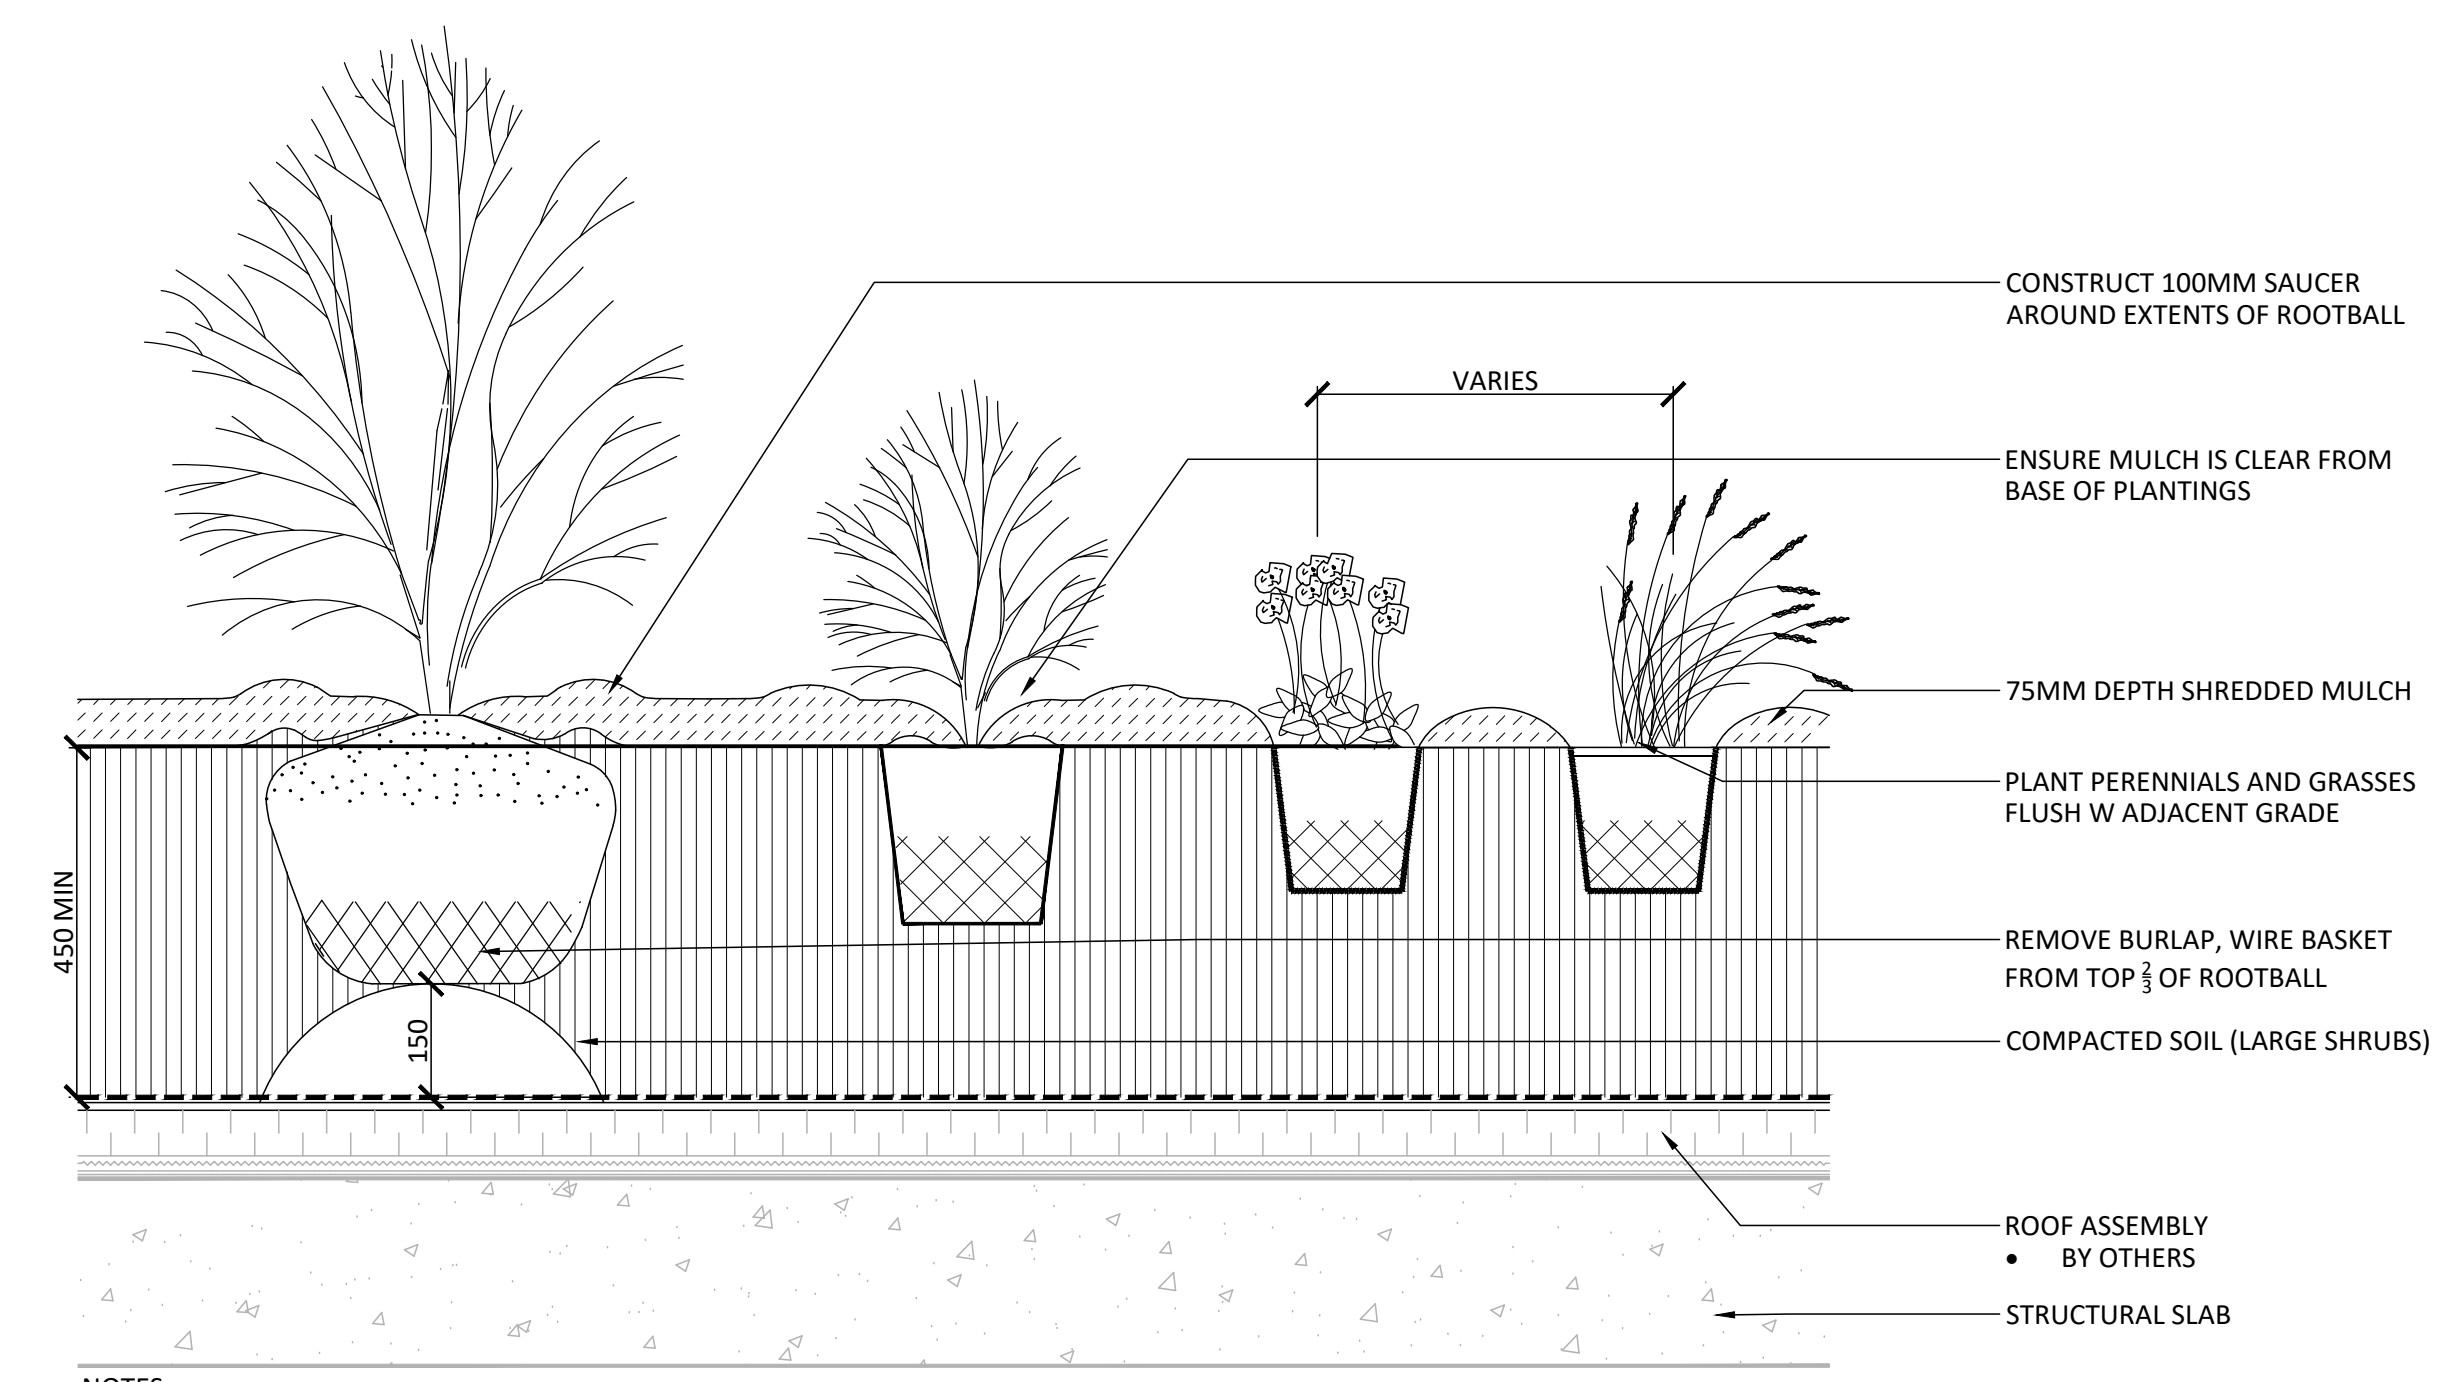 CONSTRUCT 100MM SAUCER
AROUND EXTENTS OF ROOTBALL
VARIES
ENSURE MULCH IS CLEAR FROM
BASE OF PLANTINGS
75MM DEPTH SHREDDED MULCH
PLANT PERENNIALS AND GRASSES
FLUSH W ADJACENT GRADE
450 MIN
REMOVE BURLAP, WIRE BASKET
FROM TOP 2/3 OF ROOTBALL
150
COMPACTED SOIL (LARGE SHRUBS)
ROOF ASSEMBLY
• BY OTHERS
STRUCTURAL SLAB
NOTES